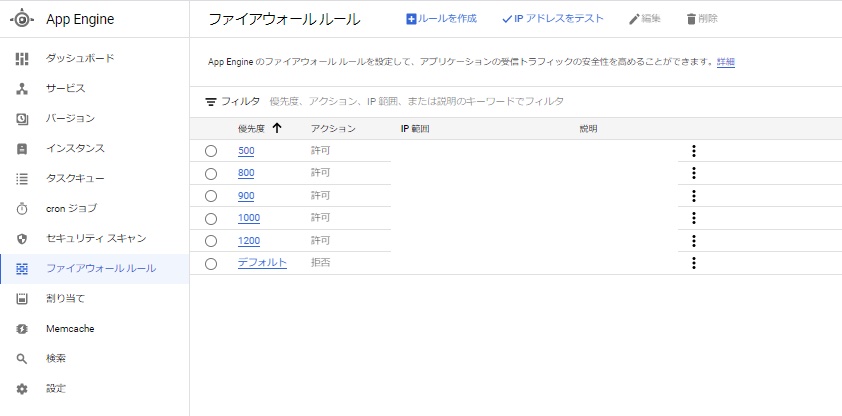 App Engine
ファイアウォール ルール
ルールを作成
IP アドレスをテスト
編集
削除
ダッシュボード
サービス
バージョン
インスタンス
タスクキュー
cron ジョブ
セキュリティ スキャン
ファイアウォール ルール
割り当て
Memcache
検索
設定
App Engine のファイアウォール ルールを設定して、アプリケーションの受信トラフィックの安全性を高めることができます。詳細
フィルタ 優先度、アクション、IP 範囲、または説明のキーワードでフィルタ
優先度 アクション IP 範囲 説明
500 許可
800 許可
900 許可
1000 許可
1200 許可
デフォルト 拒否